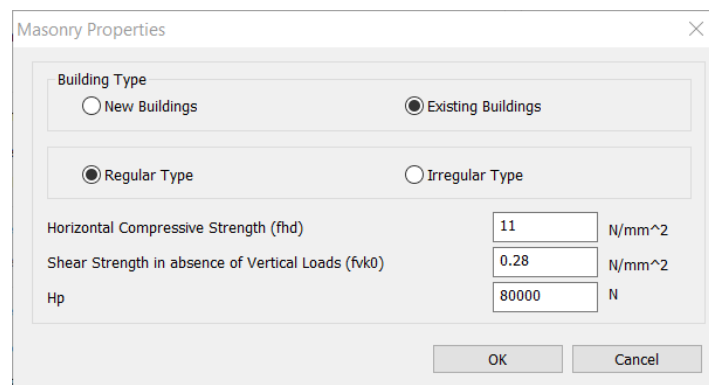 Masonry Properties
Building Type
New Buildings Existing Buildings
Regular Type Irregular Type
Horizontal Compressive Strength (fhd) 11 N/mm^2
Shear Strength in absence of Vertical Loads (fvk0) 0.28 N/mm^2
Hp 80000 N
OK Cancel